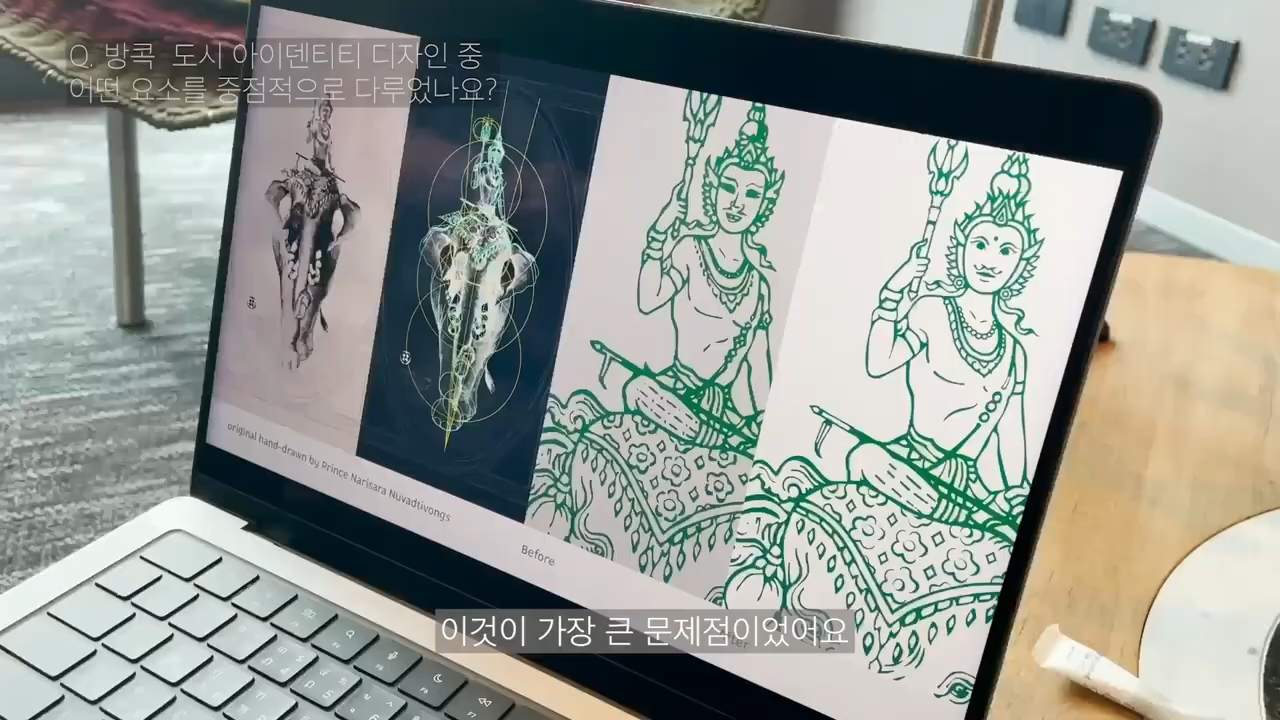 Q. 방콕 도시 아이덴티티 디자인 중
어떤 요소를 중점적으로 다루었나요?
original hand-drawn by Prince Narisara Nuvadtivongs
Before
이것이 가장 큰 문제점이었어요